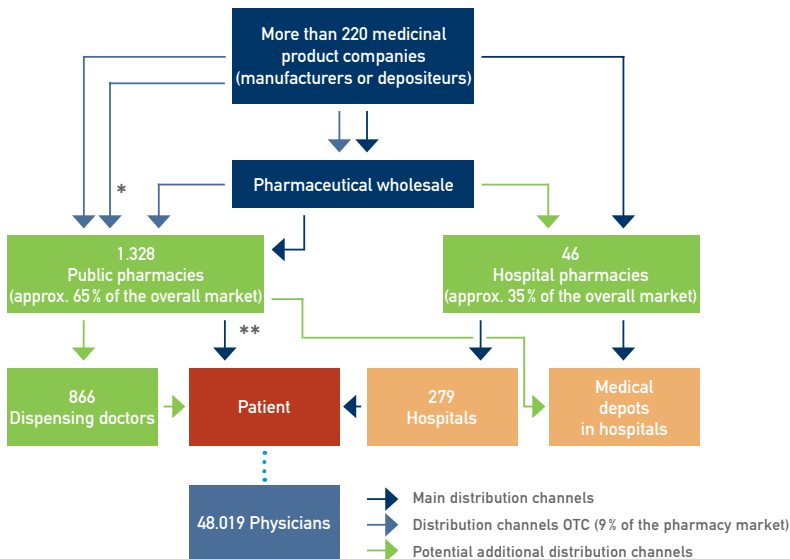 More than 220 medicinal
product companies
(manufacturers or depositeurs)
*
Pharmaceutical wholesale
1.328
Public pharmacies
(approx. 65 % of the overall market)
46
Hospital pharmacies
(approx. 35 % of the overall market)
**
866
Dispensing doctors
Patient
279
Hospitals
Medical
depots
in hospitals
48.019 Physicians
Main distribution channels
Distribution channels OTC (9 % of the pharmacy market)
Potential additional distribution channels